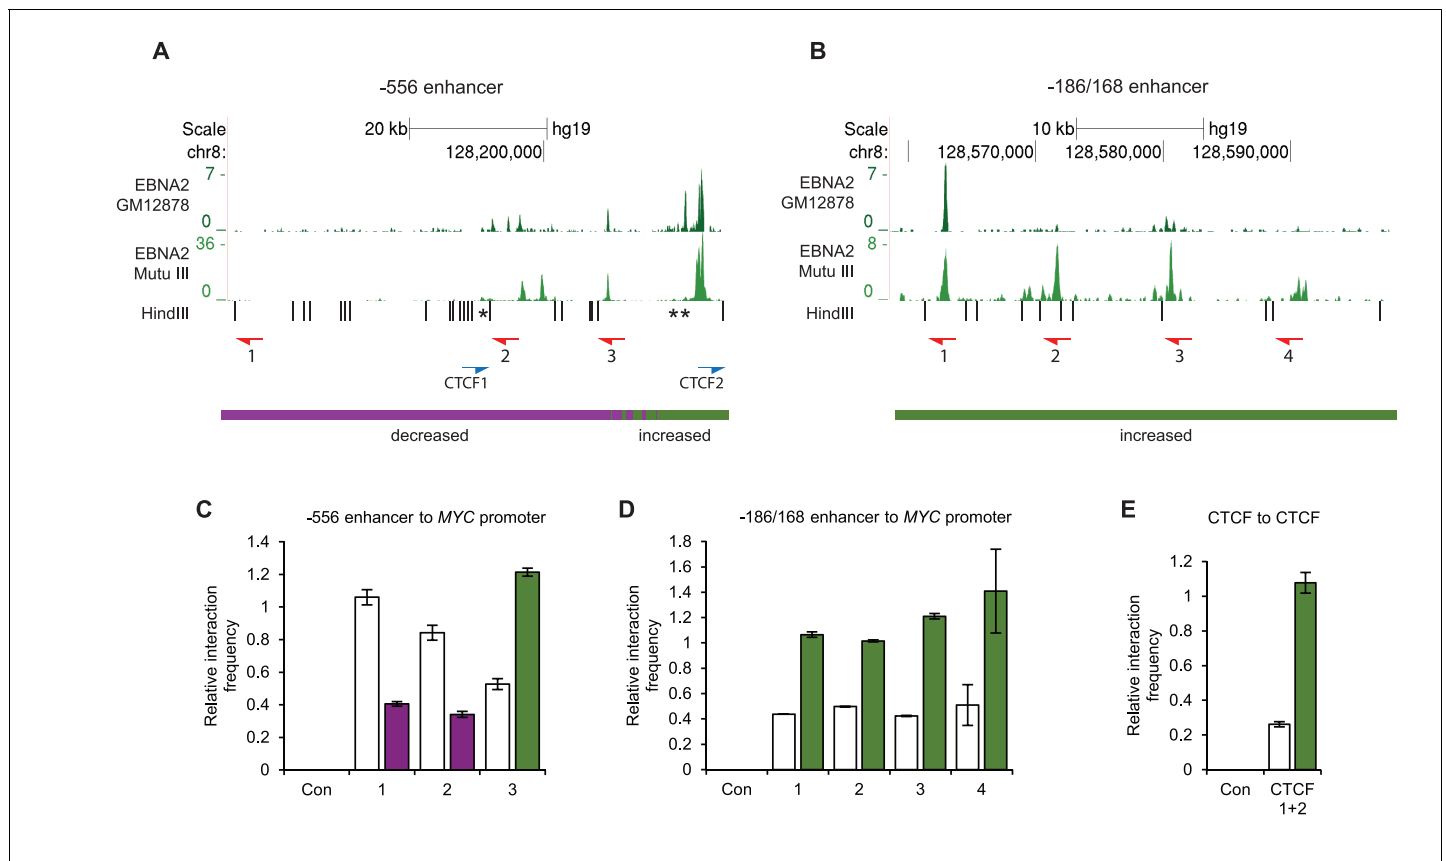 A
-556 enhancer
Scale
20 kb
hg19
chr8:
128,200,000
EBNA2
GM12878
7
0
EBNA2
Mutu III
36
0
HindIII
*
**
1
2
3
CTCF1
CTCF2
decreased
increased
B
-186/168 enhancer
Scale
10 kb
hg19
chr8:
128,570,000
128,580,000
128,590,000
EBNA2
GM12878
7
0
EBNA2
Mutu III
8
0
HindIII
1
2
3
4
increased
C
-556 enhancer to MYC promoter
Relative interaction
frequency
1.4
1.2
1
0.8
0.6
0.4
0.2
0
Con
1
2
3
D
-186/168 enhancer to MYC promoter
Relative interaction
frequency
1.8
1.6
1.4
1.2
1
0.8
0.6
0.4
0.2
0
Con
1
2
3
4
E
CTCF to CTCF
Relative interaction
frequency
1.2
1
0.8
0.6
0.4
0.2
0
Con
CTCF
1+2